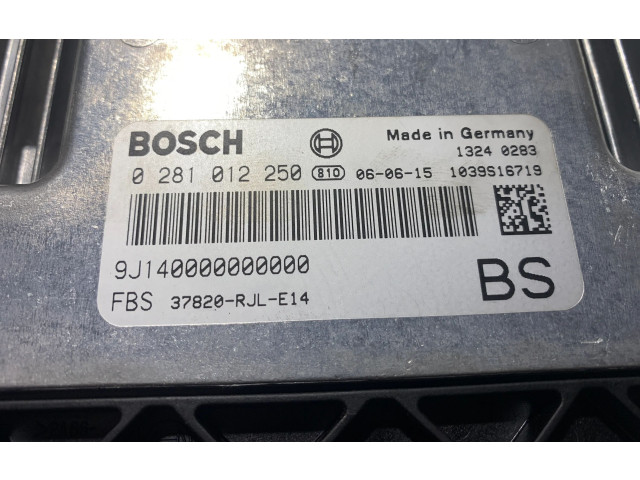 BOSCH Made in Germany
1324 0283
0 281 012 250 81D 06-06-15 1039S16719
9J140000000000
FBS 37820-RJL-E14 BS